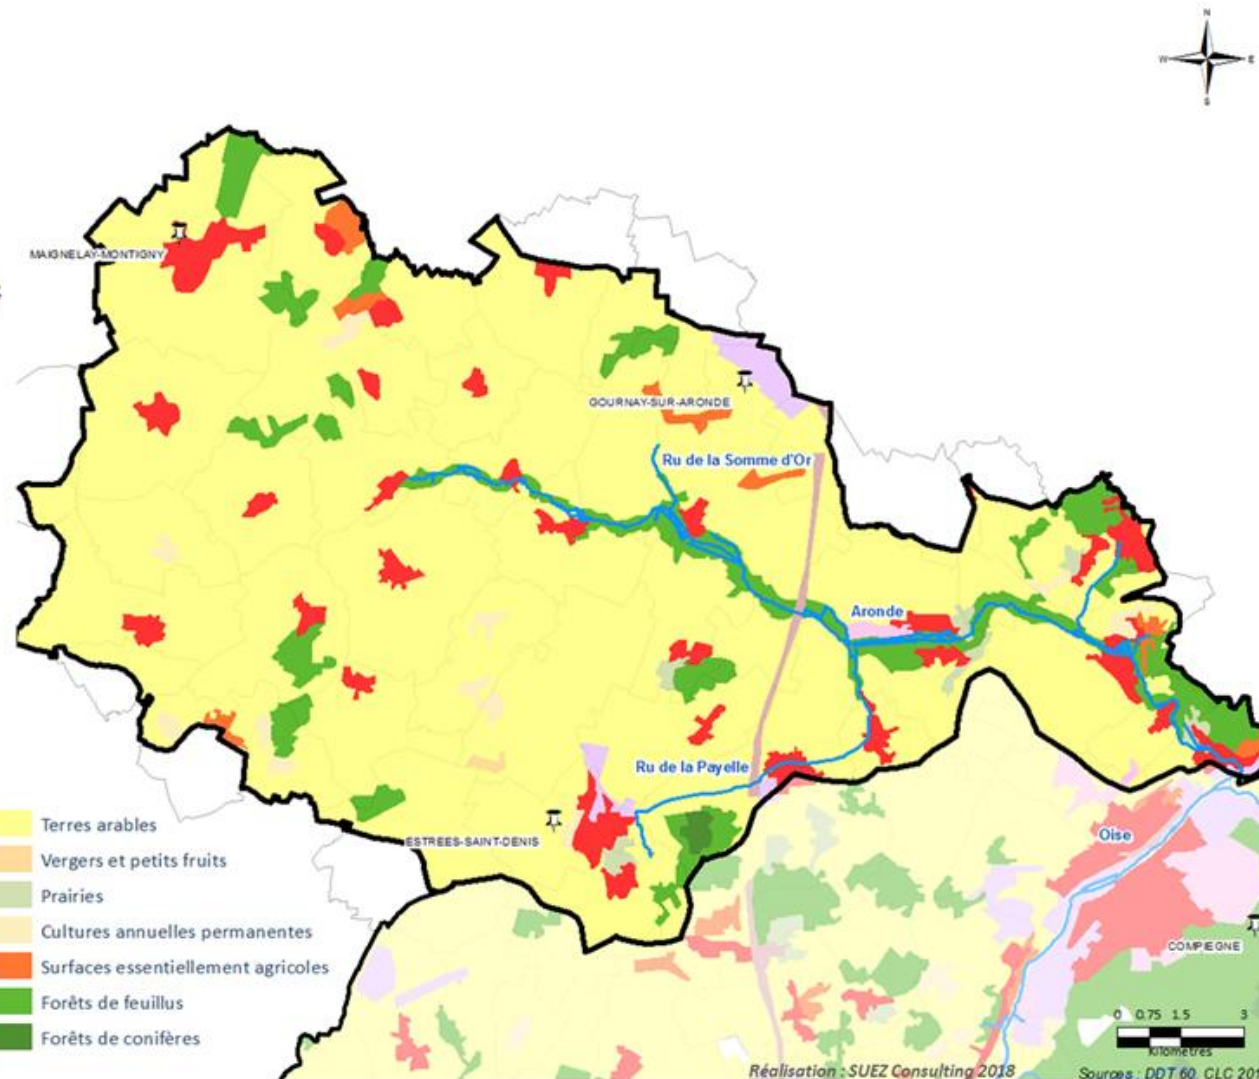 N
W E
S
MAIGNELAY-MONTIGNY
GOURNAY-SUR-ARONDE
Ru de la Somme d'Or
Aronde
Ru de la Payelle
ESTREES-SAINT-DENIS
Oise
COMPIEGNE
Terres arables
Vergers et petits fruits
Prairies
Cultures annuelles permanentes
Surfaces essentiellement agricoles
Forêts de feuillus
Forêts de conifères
0 0.75 1.5 3
Kilomètres
Réalisation : SUEZ Consulting 2018
Sources : DDT 60, CLC 20